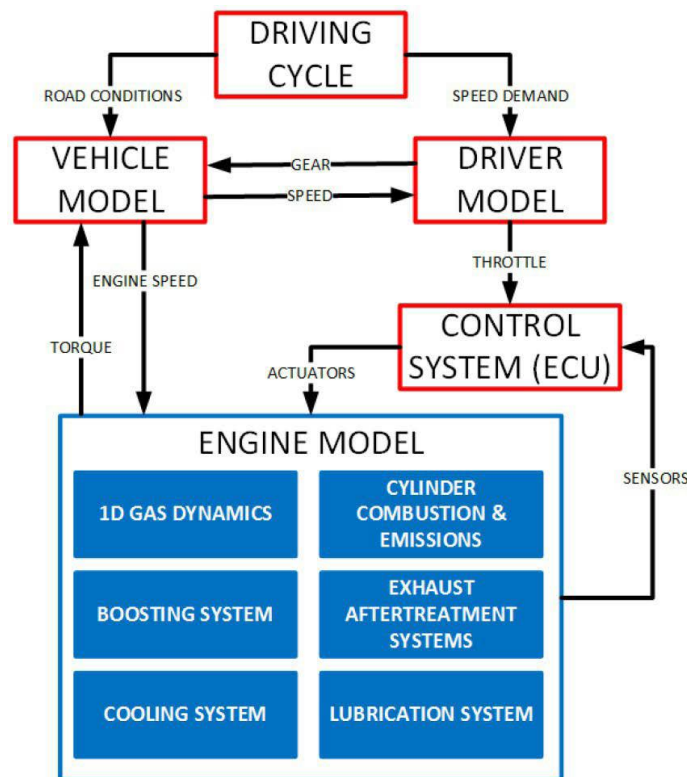 DRIVING
CYCLE
ROAD CONDITIONS
SPEED DEMAND
VEHICLE
MODEL
GEAR
SPEED
DRIVER
MODEL
ENGINE SPEED
THROTTLE
TORQUE
CONTROL
SYSTEM (ECU)
ACTUATORS
SENSORS
ENGINE MODEL
1D GAS DYNAMICS
CYLINDER
COMBUSTION &
EMISSIONS
BOOSTING SYSTEM
EXHAUST
AFTERTREATMENT
SYSTEMS
COOLING SYSTEM
LUBRICATION SYSTEM